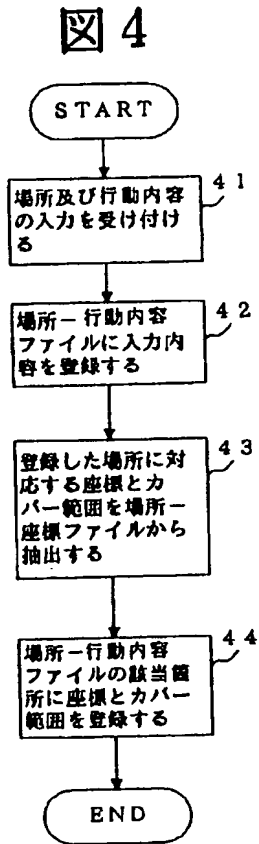 図4
START
41
場所及び行動内容
の入力を受け付け
る
42
場所－行動内容
ファイルに入力内
容を登録する
43
登録した場所に対
応する座標とカ
バー範囲を場所－
座標ファイルから
抽出する
44
場所－行動内容
ファイルの該当箇
所に座標とカバー
範囲を登録する
END